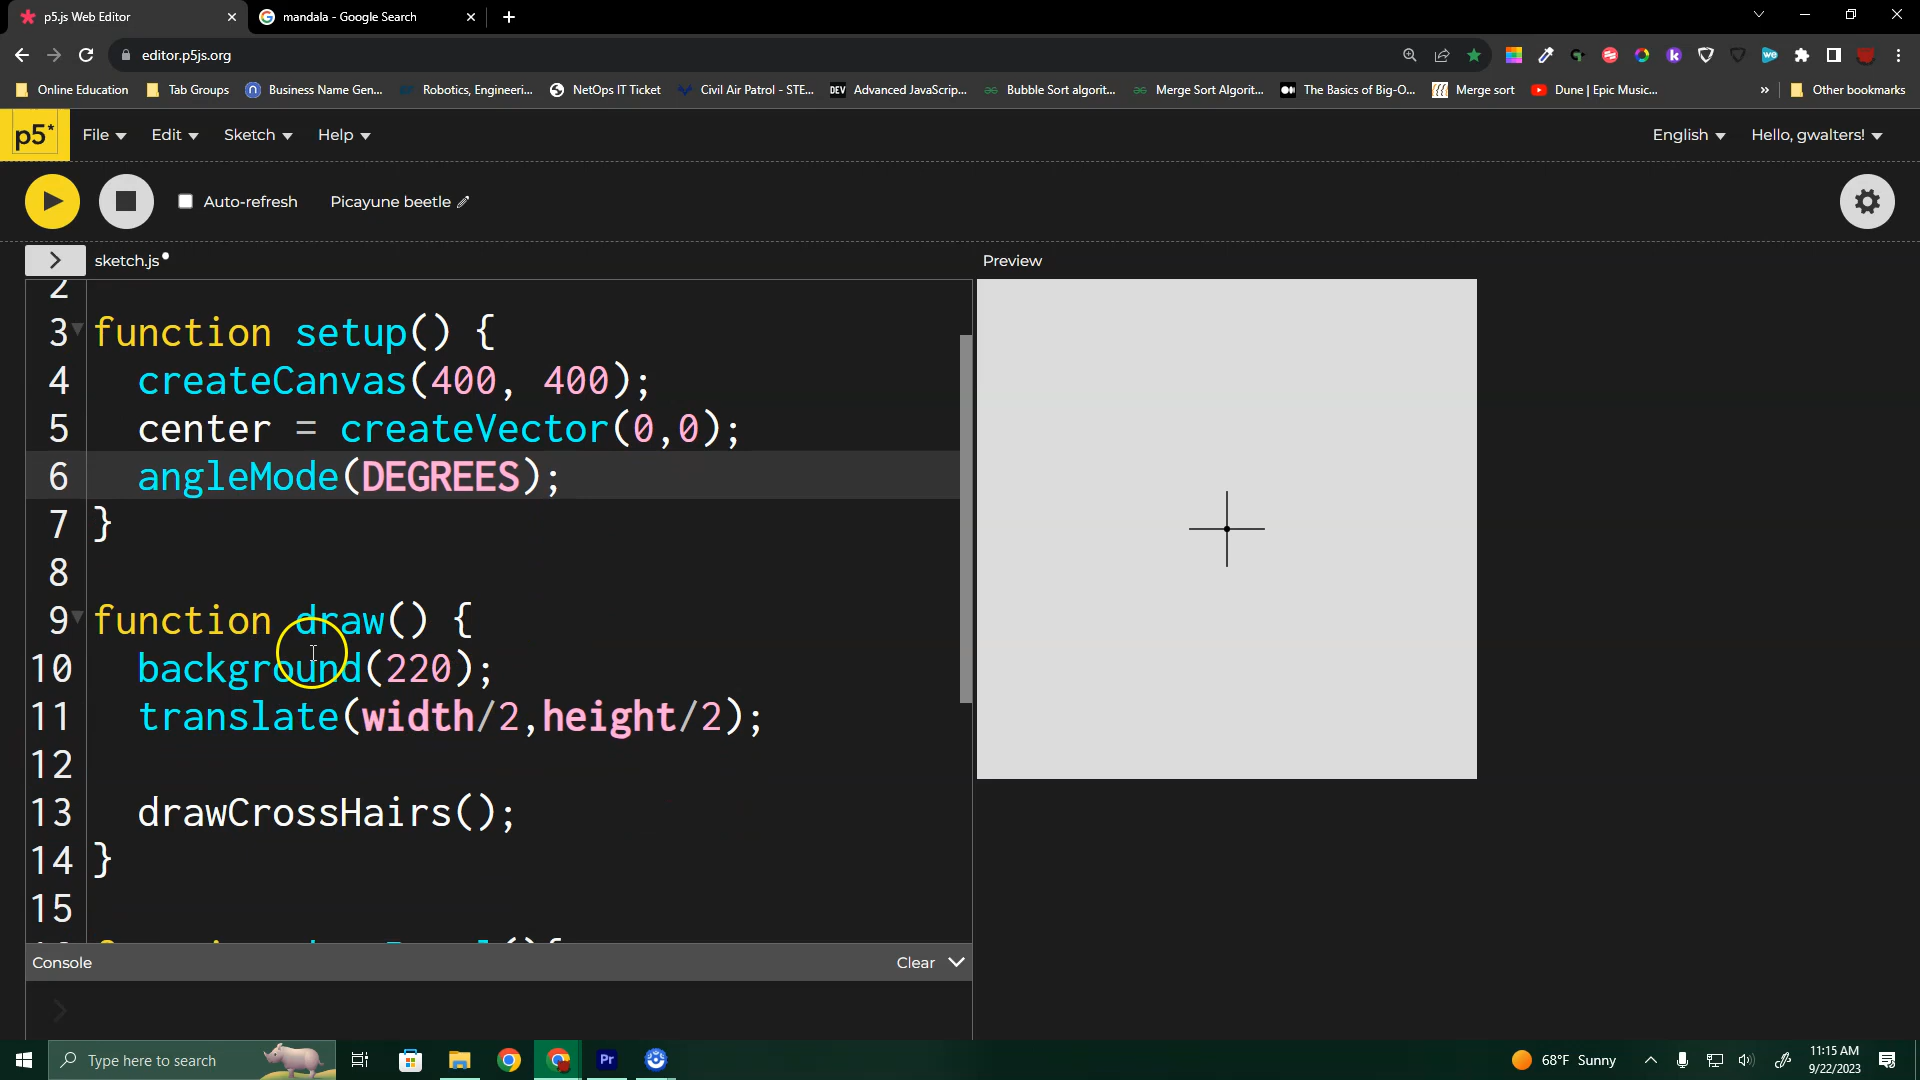 p5.js Web Editor
mandala - Google Search
editor.p5js.org
Online Education
Tab Groups
Business Name Gen...
Robotics, Engineeri...
NetOps IT Ticket
Civil Air Patrol - STE...
DEV
Advanced JavaScrip...
Bubble Sort algorit...
Merge Sort Algorit...
The Basics of Big-O...
Merge sort
Dune | Epic Music...
»
Other bookmarks
p5*
File
Edit
Sketch
Help
English
Hello, gwalters!
Auto-refresh
Picayune beetle
sketch.js
Preview
2
3 function setup() {
4 createCanvas(400, 400);
5 center = createVector(0,0);
6 angleMode(DEGREES);
7 }
8
9 function draw() {
10 background(220);
11 translate(width/2,height/2);
12
13 drawCrossHairs();
14 }
15
Console
Clear
>
Type here to search
Pr
68°F Sunny
11:15 AM
9/22/2023